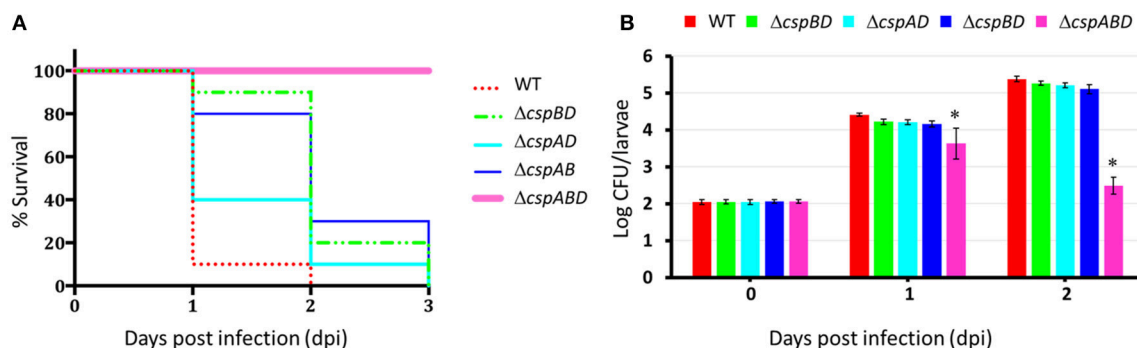 A
% Survival
100
80
60
40
20
0
0 1 2 3
Days post infection (dpi)
WT
ΔcspBD
ΔcspAD
ΔcspAB
ΔcspABD
B
WT ΔcspBD ΔcspAD ΔcspBD ΔcspABD
Log CFU/larvae
6
5
4
3
2
1
0
* *
0 1 2
Days post infection (dpi)